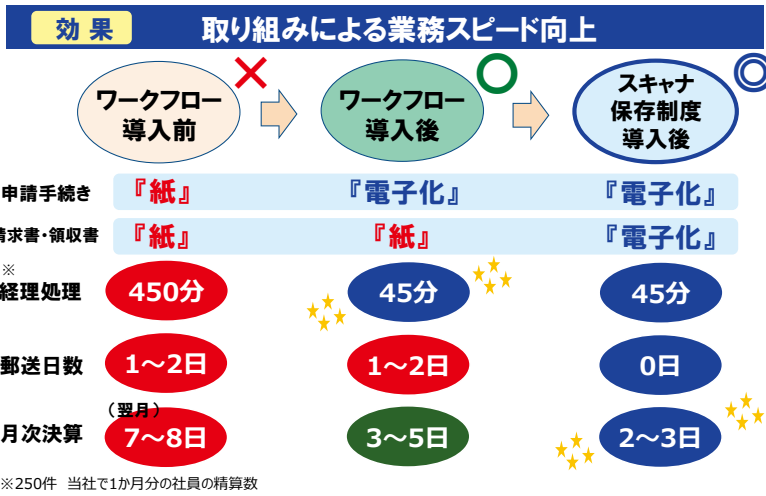 効果 取り組みによる業務スピード向上
ワークフロー
導入前
ワークフロー
導入後
スキャナ
保存制度
導入後
申請手続き 『紙』 『電子化』 『電子化』
請求書・領収書 『紙』 『紙』 『電子化』
※
経理処理 450分 45分 45分
郵送日数 1〜2日 1〜2日 0日
（翌月）
月次決算 7〜8日 3〜5日 2〜3日
※250件 当社で1か月分の社員の精算数